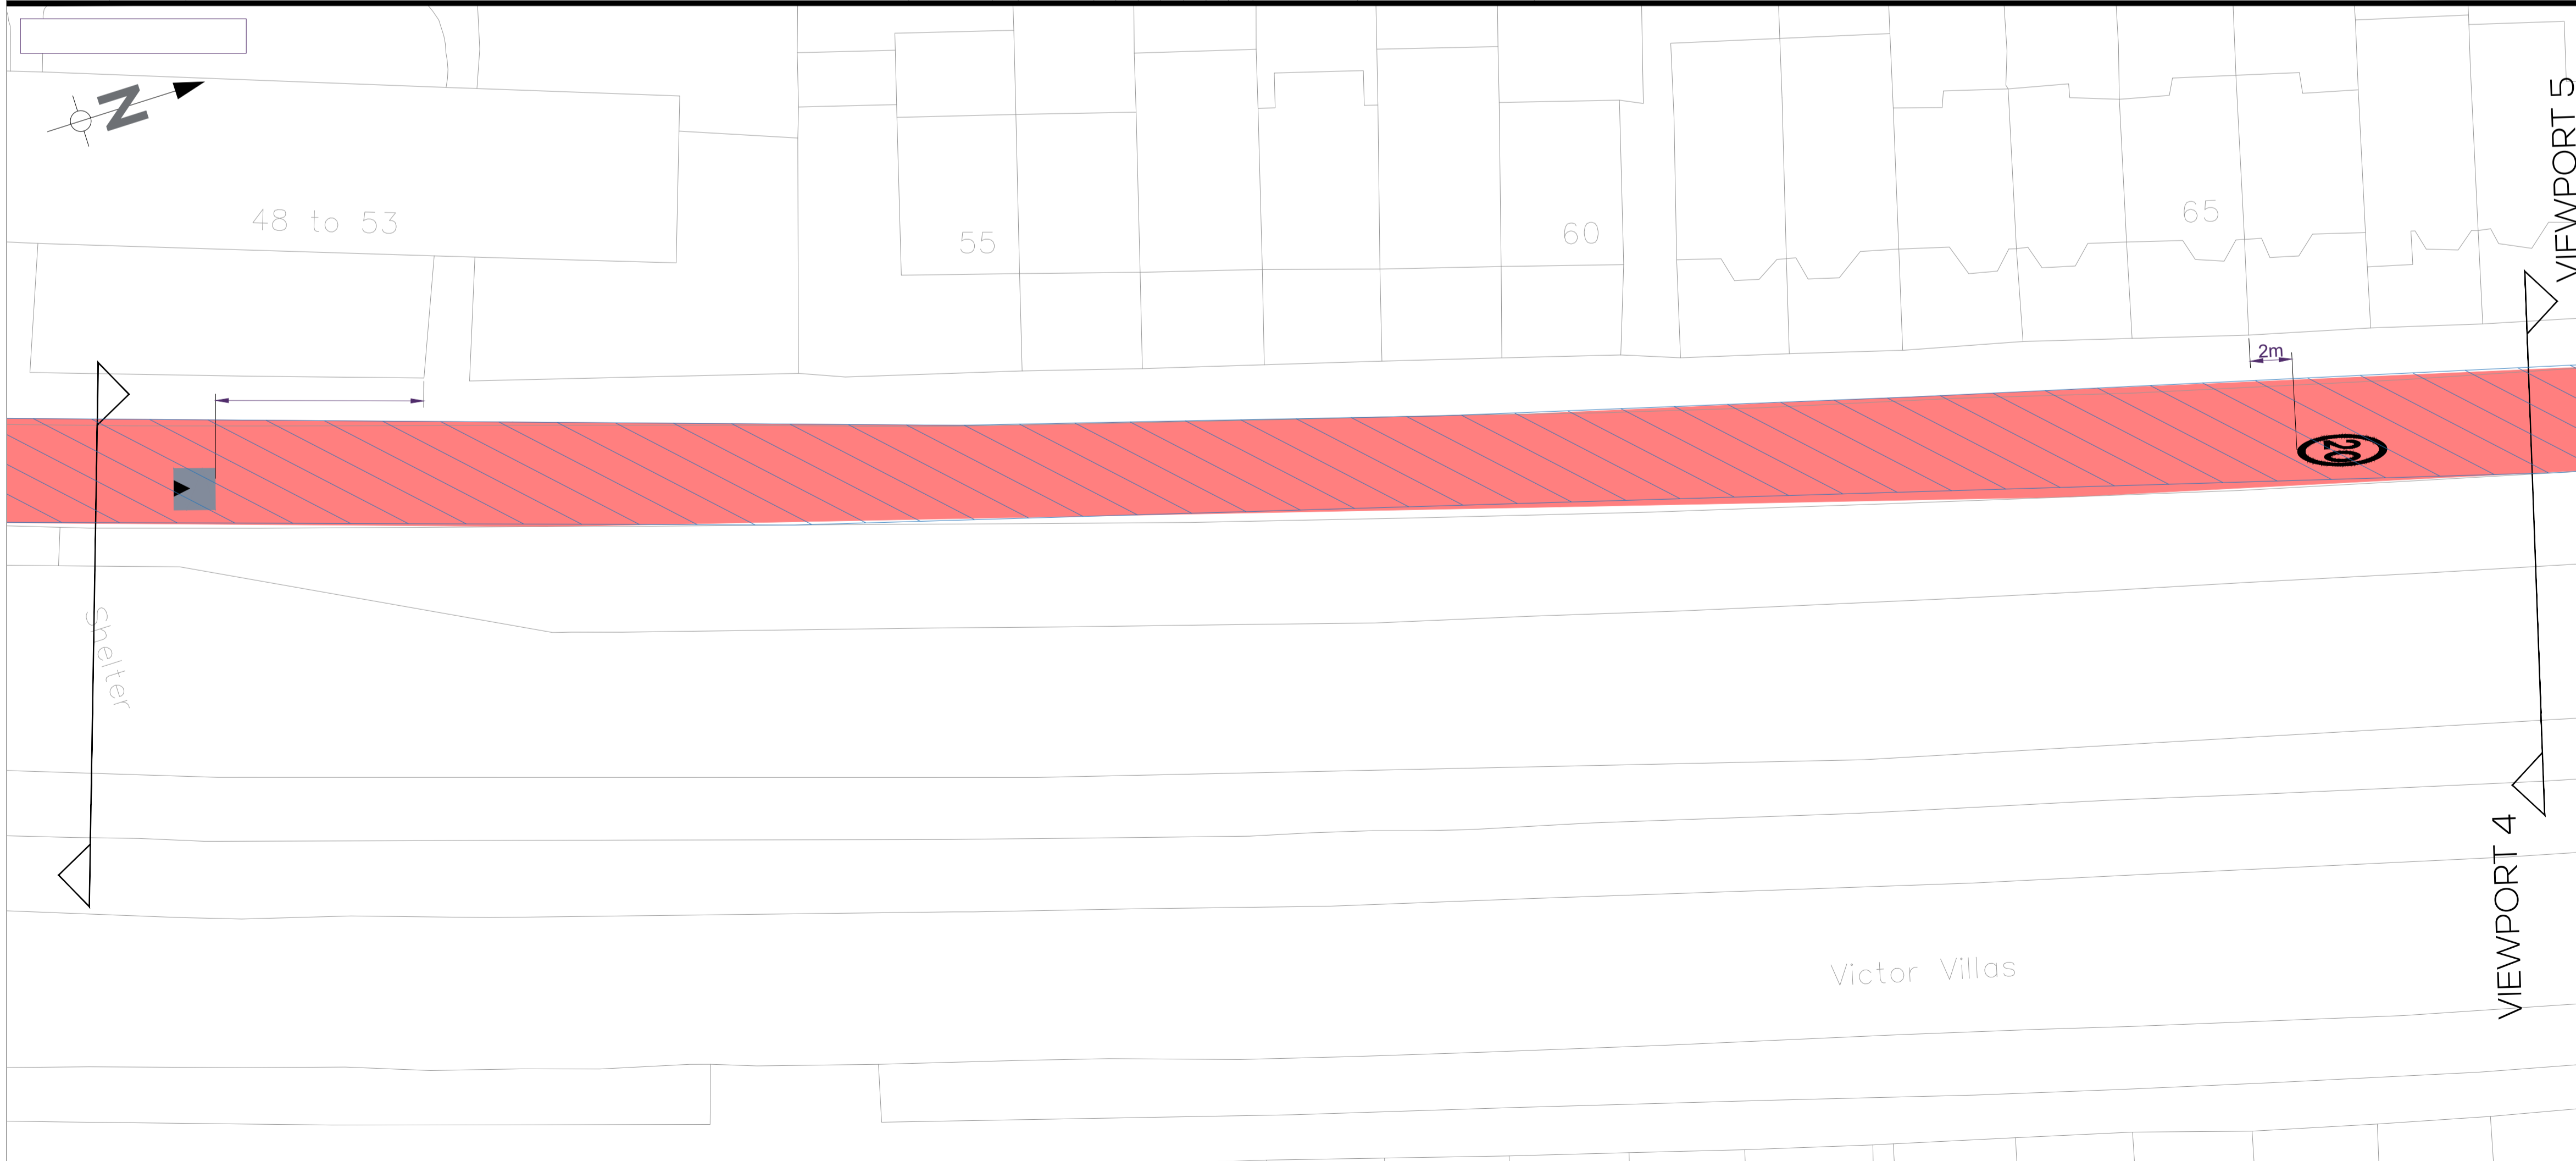 N
48 to 53
55
60
65
VIEWPORT 5
2m
20
Shelter
VIEWPORT 4
Victor Villas